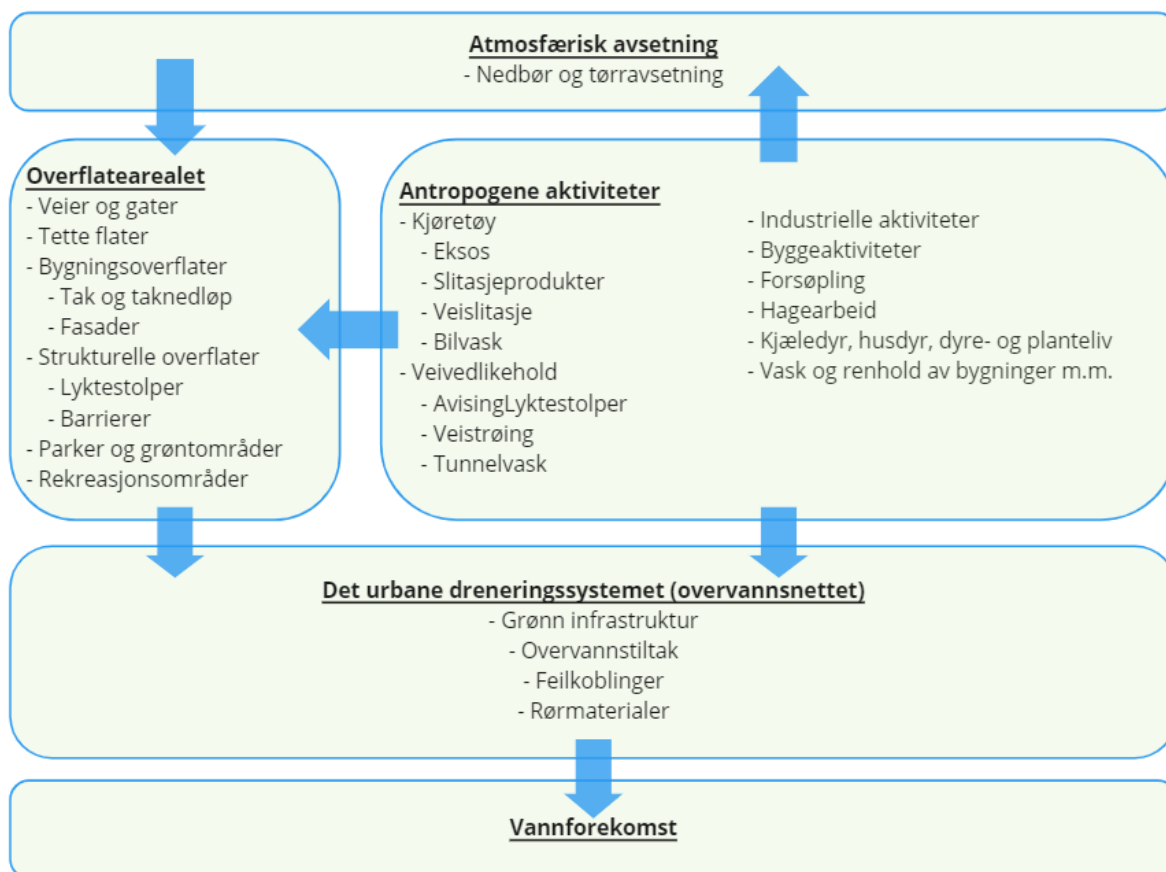 Atmosfærisk avsetning
- Nedbør og tørravsetning
Overflatearealet
- Veier og gater
- Tette flater
- Bygningsoverflater
- Tak og taknedløp
- Fasader
- Strukturelle overflater
- Lyktestolper
- Barrierer
- Parker og grøntområder
- Rekreasjonsområder
Antropogene aktiviteter
- Kjøretøy
- Eksos
- Slitasjeprodukter
- Veislitasje
- Bilvask
- Veivedlikehold
- AvisingLyktestolper
- Veistrøing
- Tunnelvask
- Industrielle aktiviteter
- Byggeaktiviteter
- Forsøpling
- Hagearbeid
- Kjæledyr, husdyr, dyre- og planteliv
- Vask og renhold av bygninger m.m.
Det urbane dreneringssystemet (overvannsnettet)
- Grønn infrastruktur
- Overvannstiltak
- Feilkoblinger
- Rørmaterialer
Vannforekomst